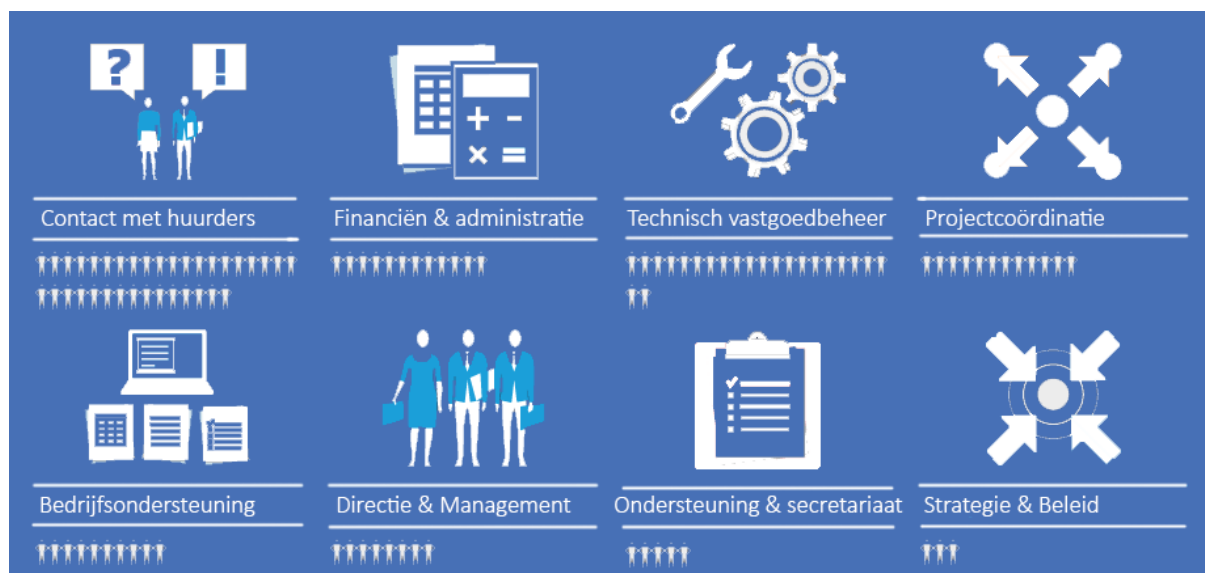 ? !
+ -
× =
Contact met huurders
Financiën & administratie
Technisch vastgoedbeheer
Projectcoördinatie
Bedrijfsondersteuning
Directie & Management
Ondersteuning & secretariaat
Strategie & Beleid